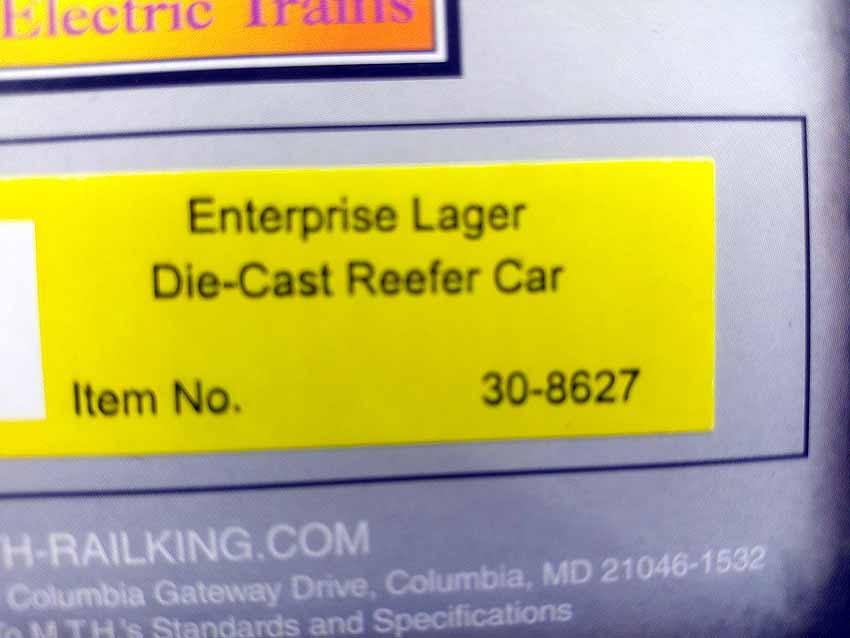 Electric Trains
Enterprise Lager
Die-Cast Reefer Car
Item No. 30-8627
H-RAILKING.COM
Columbia Gateway Drive, Columbia, MD 21046-1532
To M.T.H.'s Standards and Specifications